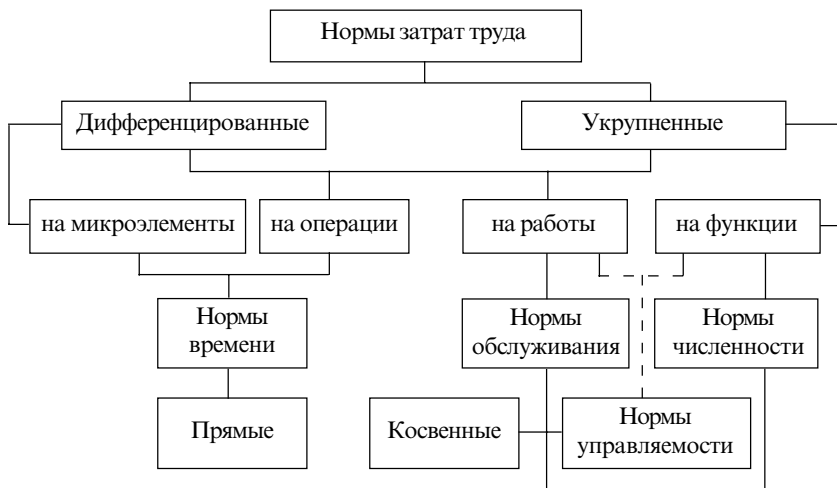 Нормы затрат труда
Дифференцированные
Укрупненные
на микроэлементы
на операции
на работы
на функции
Нормы
времени
Нормы
обслуживания
Нормы
численности
Прямые
Косвенные
Нормы
управляемости